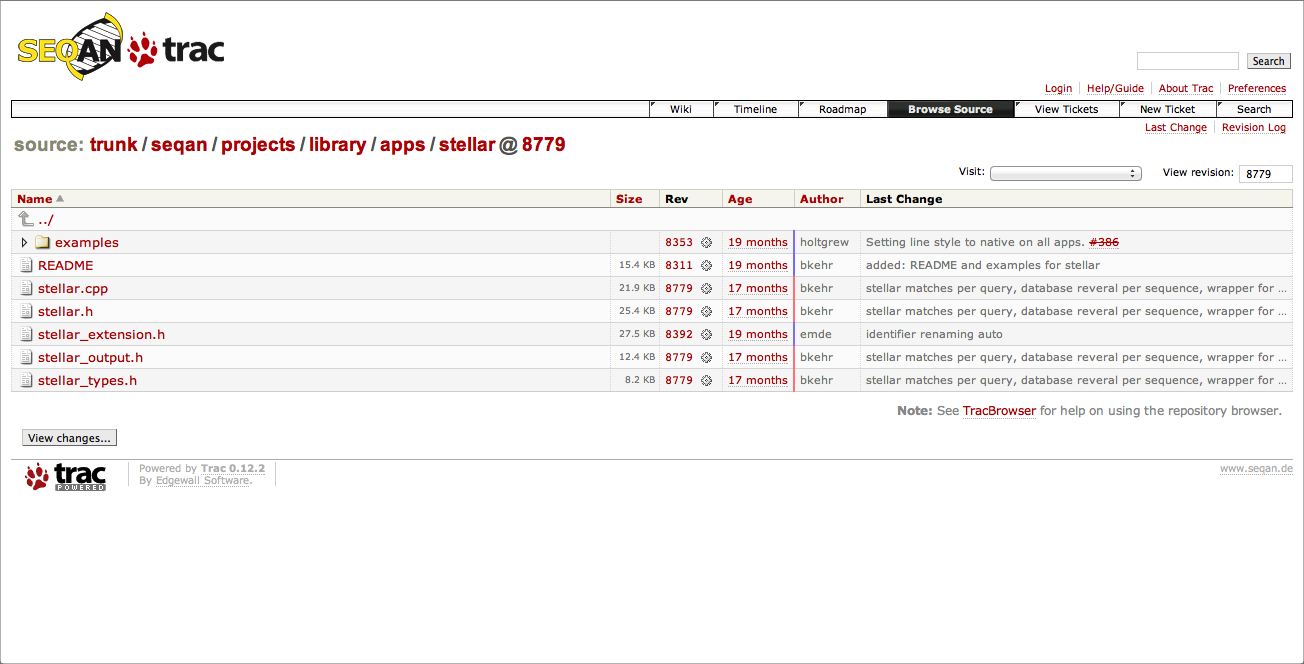 SEQAN trac
Search
Login Help/Guide About Trac Preferences
Wiki Timeline Roadmap Browse Source View Tickets New Ticket Search
Last Change Revision Log
source: trunk / seqan / projects / library / apps / stellar @ 8779
Visit: View revision: 8779
Name Size Rev Age Author Last Change
../
examples 8353 19 months holtgrew Setting line style to native on all apps. #386
README 15.4 KB 8311 19 months bkehr added: README and examples for stellar
stellar.cpp 21.9 KB 8779 17 months bkehr stellar matches per query, database reveral per sequence, wrapper for ...
stellar.h 25.4 KB 8779 17 months bkehr stellar matches per query, database reveral per sequence, wrapper for ...
stellar_extension.h 27.5 KB 8392 19 months emde identifier renaming auto
stellar_output.h 12.4 KB 8779 17 months bkehr stellar matches per query, database reveral per sequence, wrapper for ...
stellar_types.h 8.2 KB 8779 17 months bkehr stellar matches per query, database reveral per sequence, wrapper for ...
Note: See TracBrowser for help on using the repository browser.
View changes...
trac POWERED
Powered by Trac 0.12.2
By Edgewall Software.
www.seqan.de